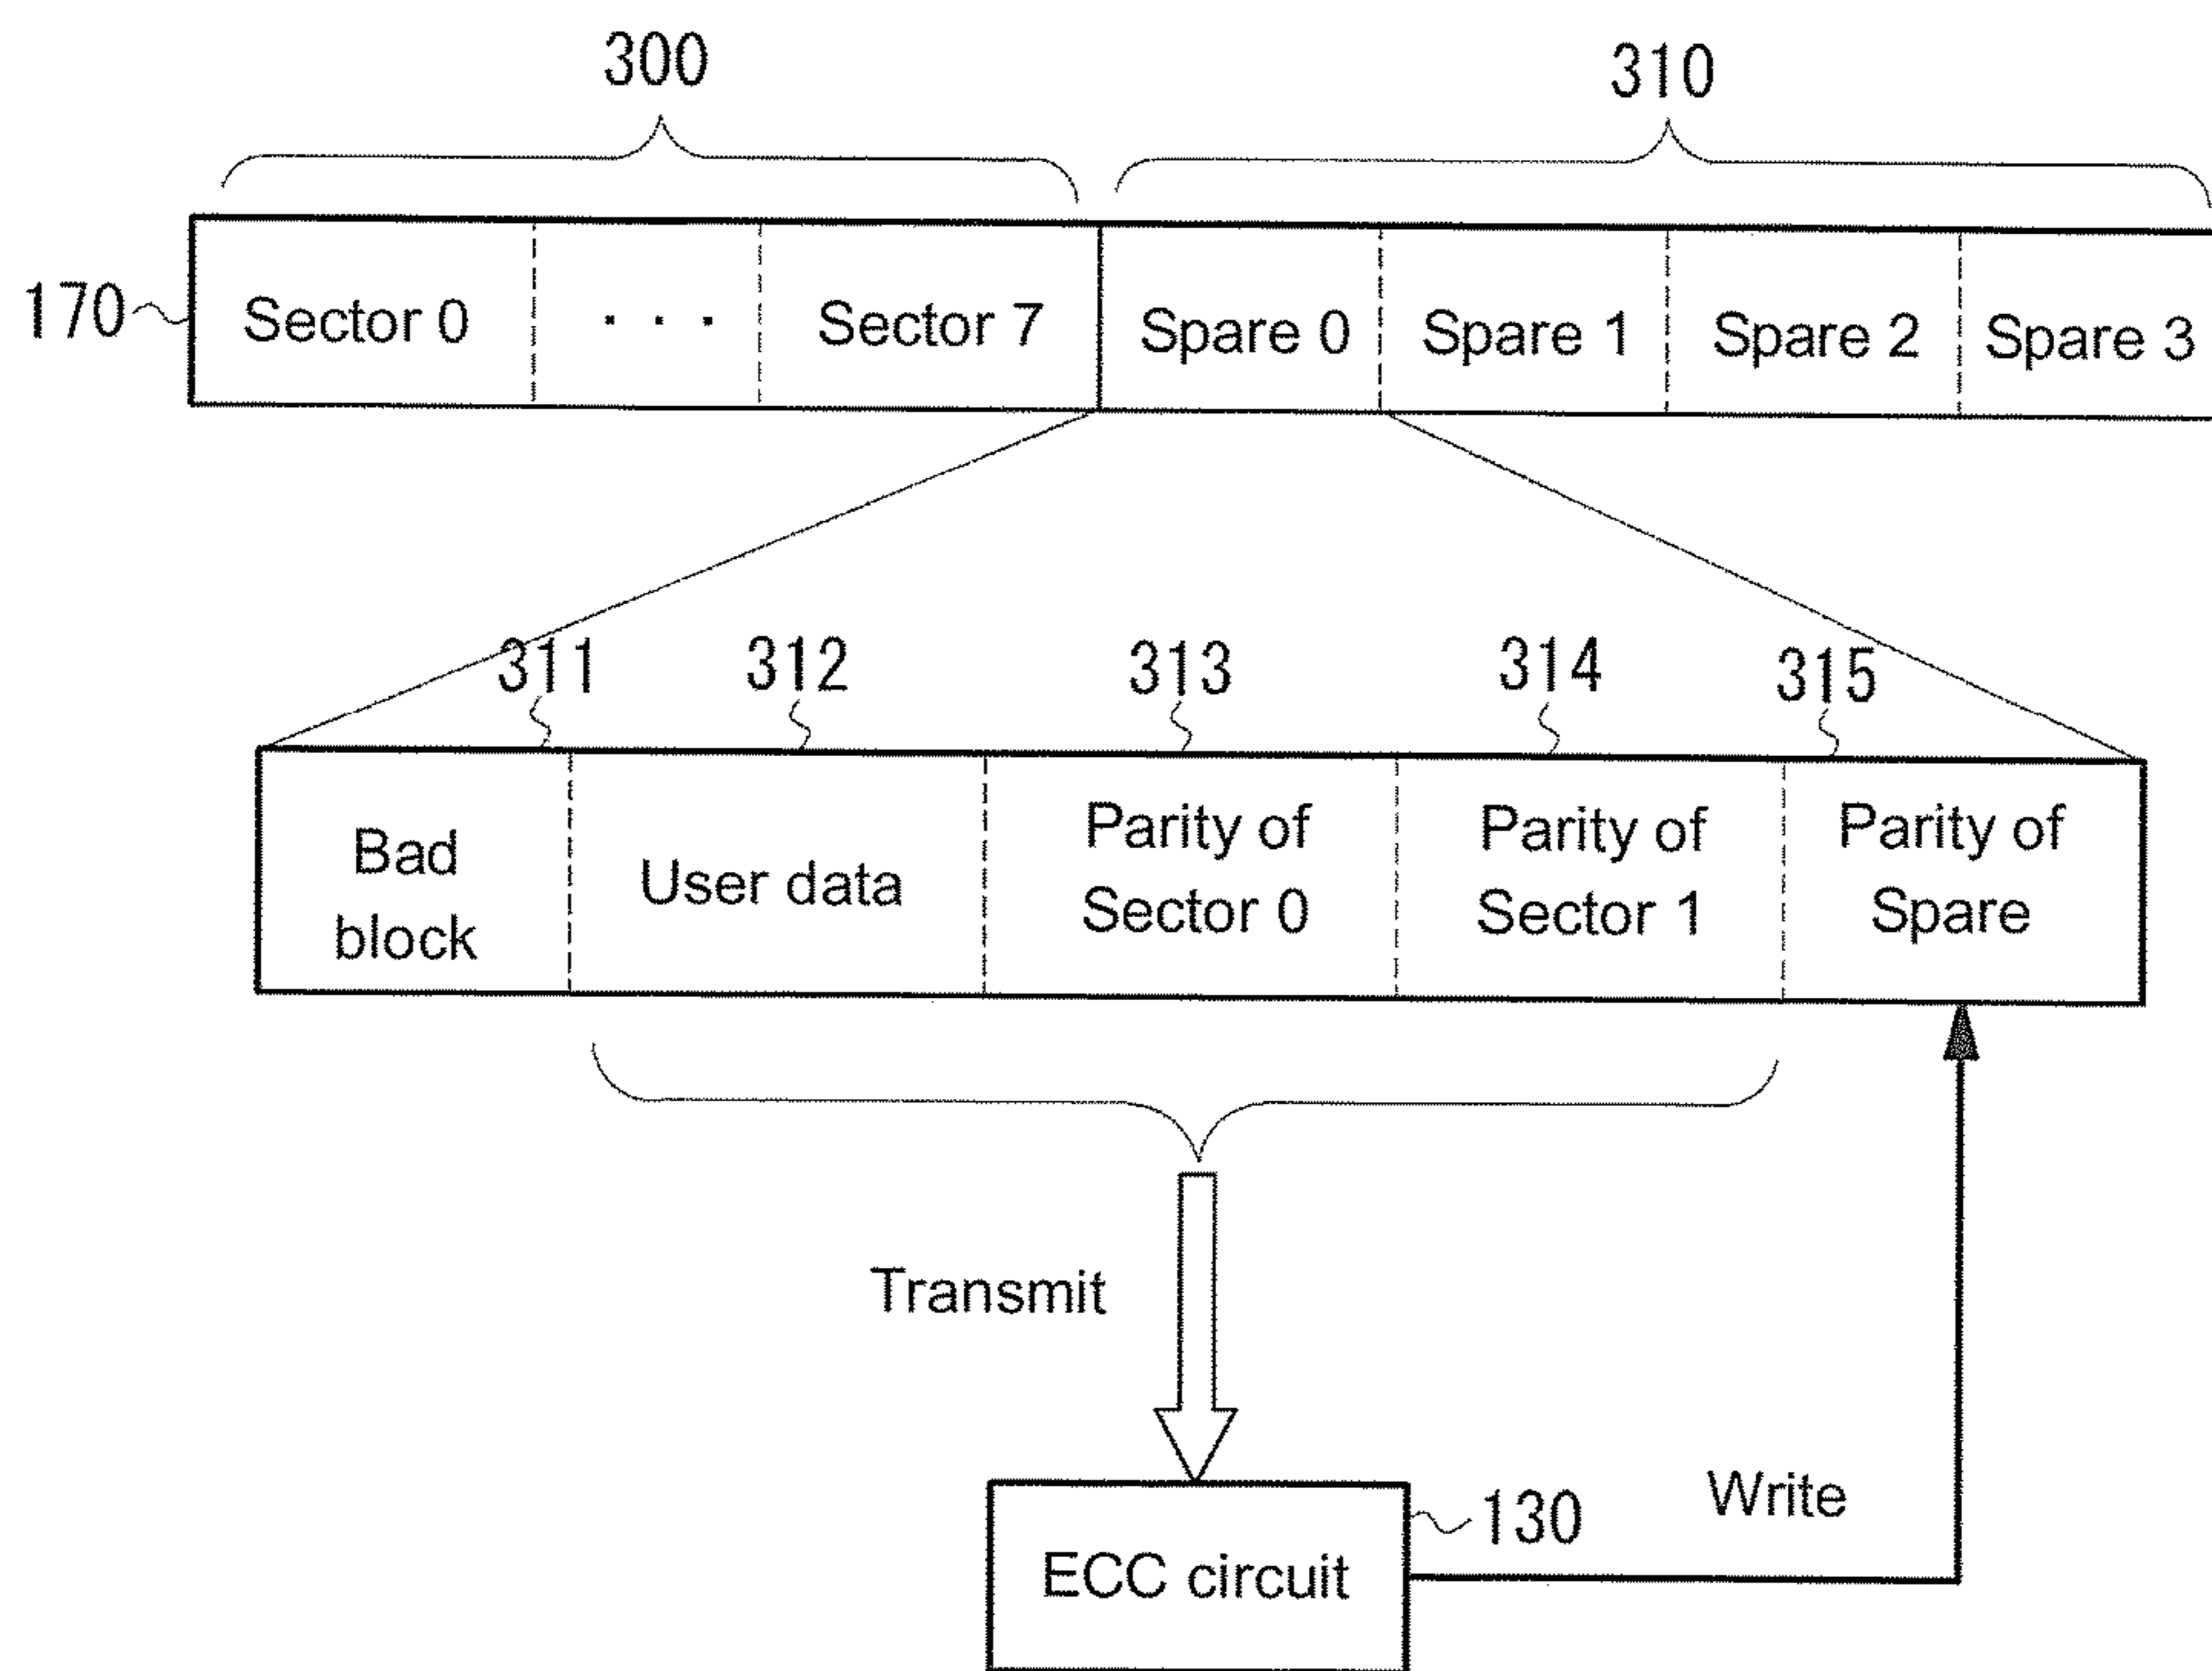 300 310
170 Sector 0 . . . Sector 7 Spare 0 Spare 1 Spare 2 Spare 3
311 312 313 314 315
Bad
block
User data
Parity of
Sector 0
Parity of
Sector 1
Parity of
Spare
Transmit
Write
130
ECC circuit